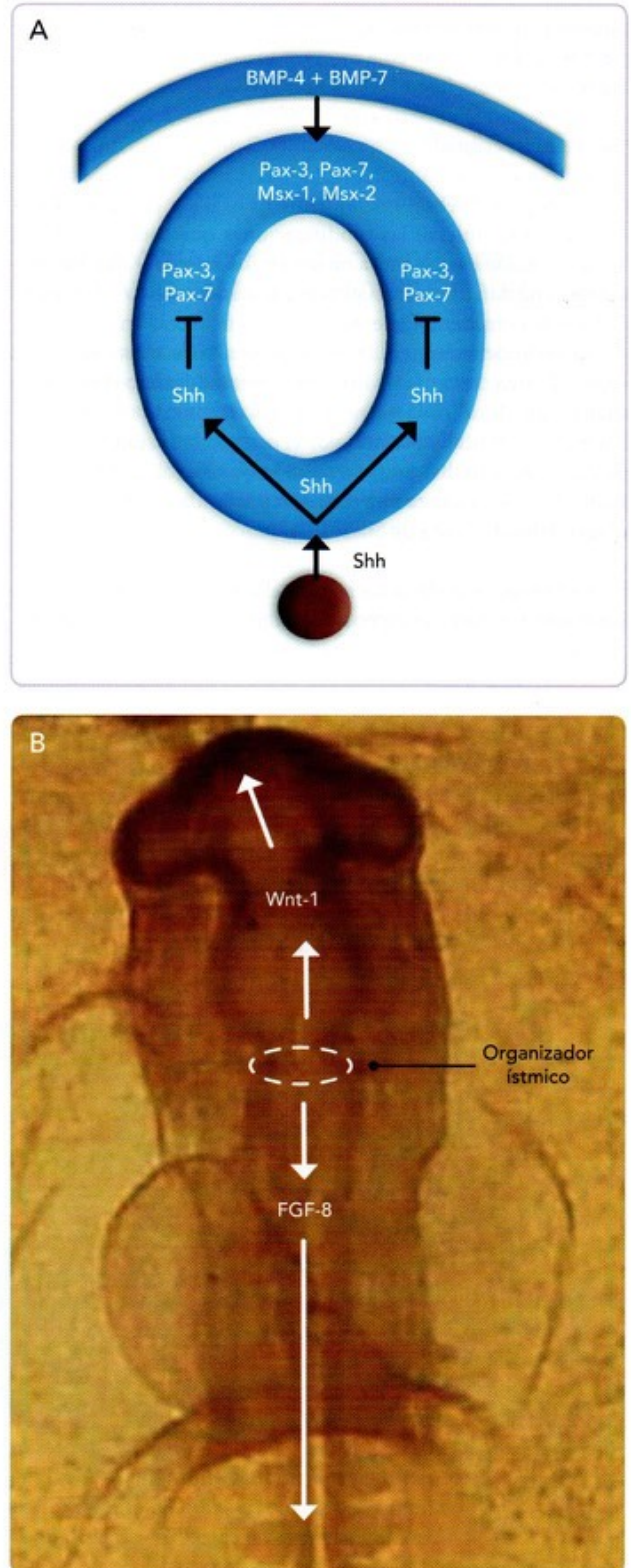 A
BMP-4 + BMP-7
Pax-3, Pax-7,
Msx-1, Msx-2
Pax-3,
Pax-7
Pax-3,
Pax-7
Shh
Shh
Shh
Shh
B
Wnt-1
Organizador
ístmico
FGF-8